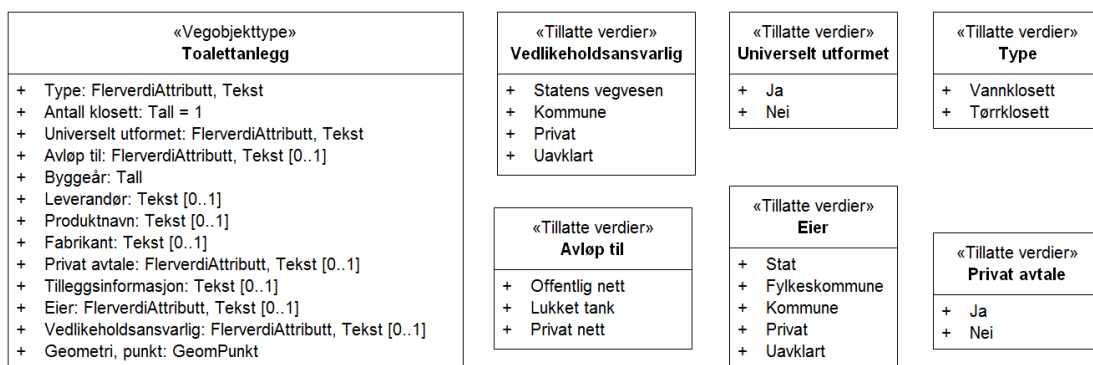 «Vegobjekttype»
Toalettanlegg
+ Type: FlerverdiAttributt, Tekst
+ Antall klosett: Tall = 1
+ Universelt utformet: FlerverdiAttributt, Tekst
+ Avløp til: FlerverdiAttributt, Tekst [0..1]
+ Byggeår: Tall
+ Leverandør: Tekst [0..1]
+ Produktnavn: Tekst [0..1]
+ Fabrikant: Tekst [0..1]
+ Privat avtale: FlerverdiAttributt, Tekst [0..1]
+ Tilleggsinformasjon: Tekst [0..1]
+ Eier: FlerverdiAttributt, Tekst [0..1]
+ Vedlikeholdsansvarlig: FlerverdiAttributt, Tekst [0..1]
+ Geometri, punkt: GeomPunkt
«Tillatte verdier»
Vedlikeholdsansvarlig
+ Statens vegvesen
+ Kommune
+ Privat
+ Uavklart
«Tillatte verdier»
Universelt utformet
+ Ja
+ Nei
«Tillatte verdier»
Type
+ Vannklosett
+ Tørrklosett
«Tillatte verdier»
Avløp til
+ Offentlig nett
+ Lukket tank
+ Privat nett
«Tillatte verdier»
Eier
+ Stat
+ Fylkeskommune
+ Kommune
+ Privat
+ Uavklart
«Tillatte verdier»
Privat avtale
+ Ja
+ Nei